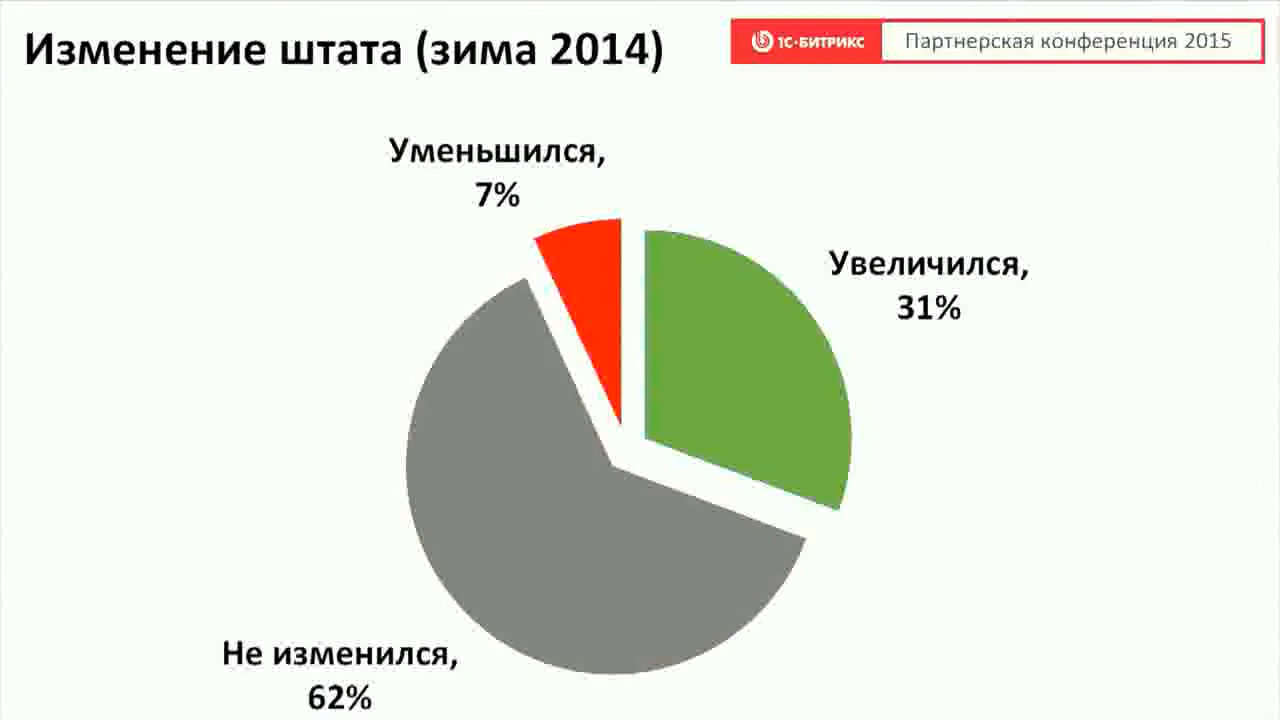 Изменение штата (зима 2014)
1С-БИТРИКС
Партнерская конференция 2015
Уменьшился,
7%
Увеличился,
31%
Не изменился,
62%